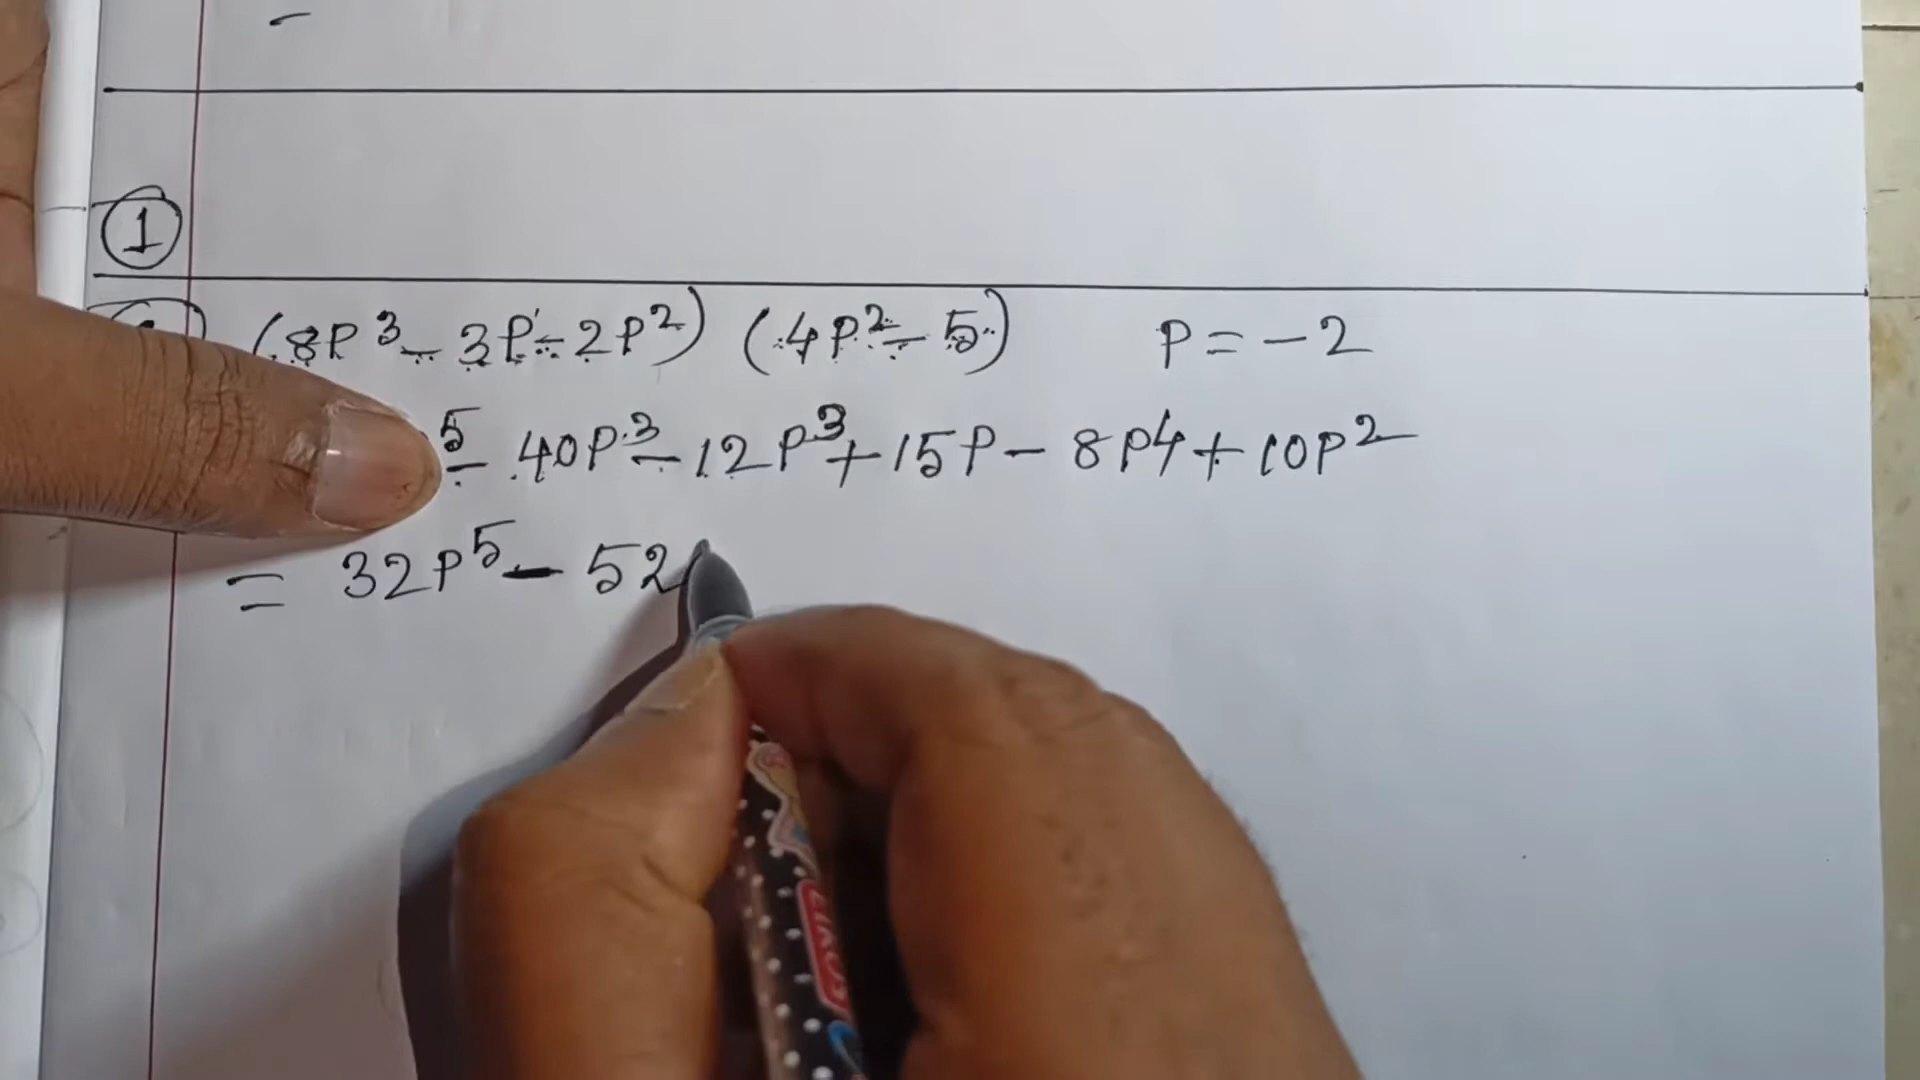 1
(8P³ - 3P - 2P²) (4P² - 5) P = -2
5 - 40P³ - 12P³ + 15P - 8P4 + 10P²
= 32P⁵ - 52